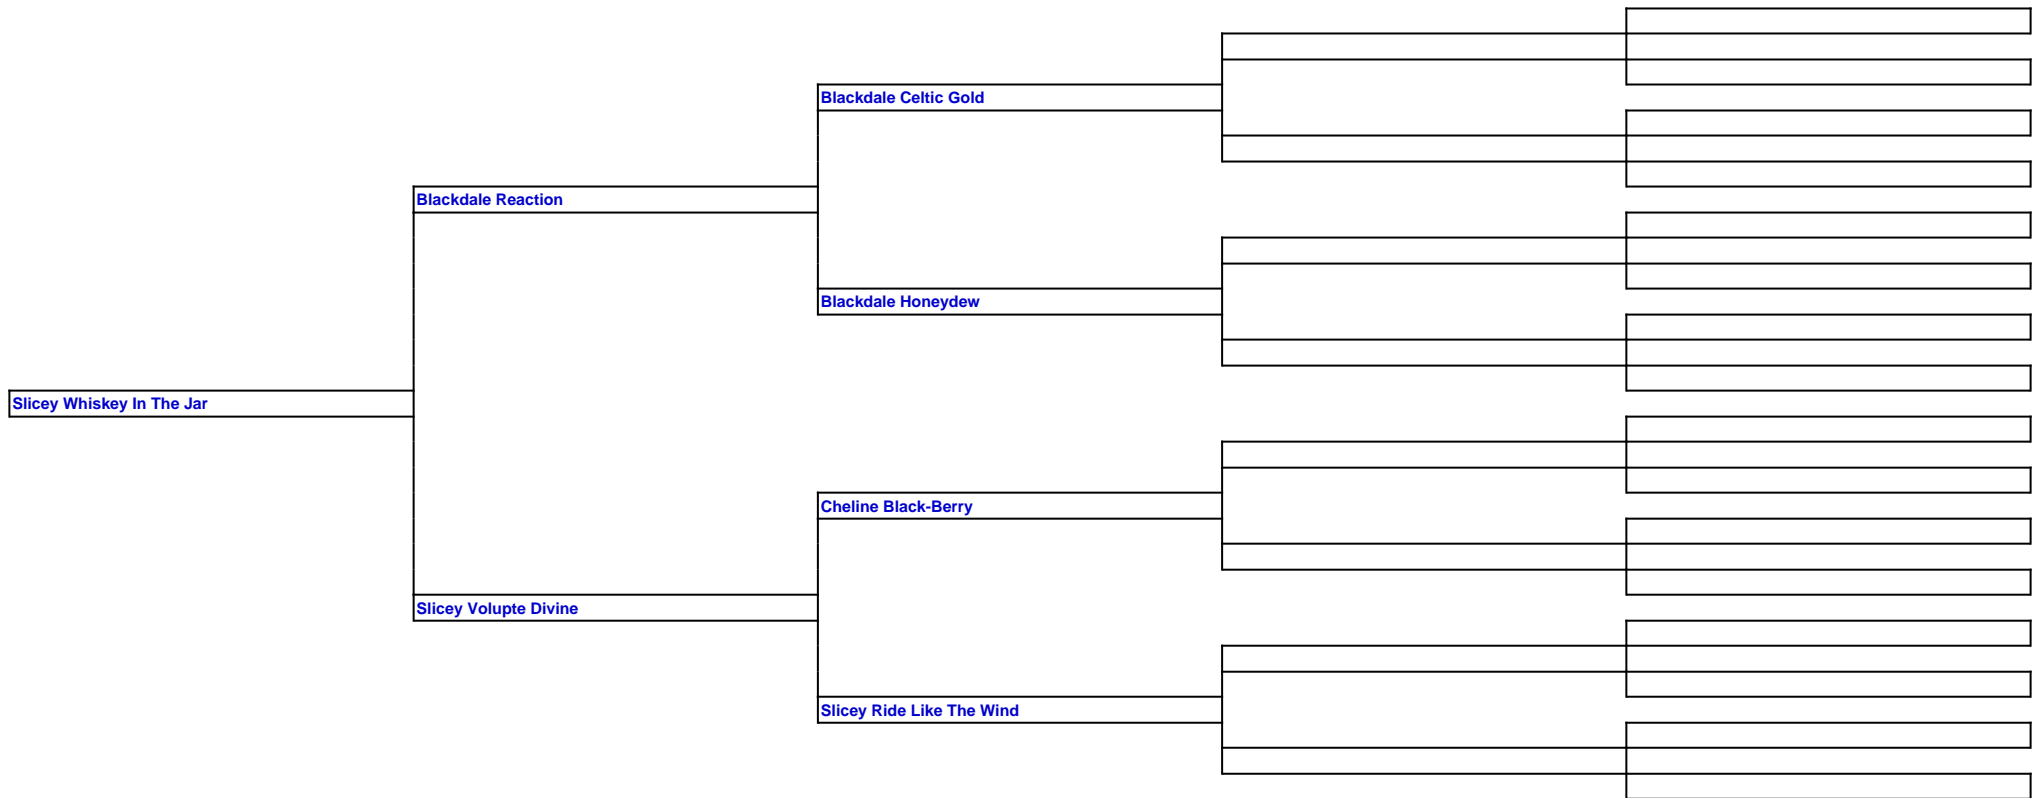 Blackdale Celtic Gold
Blackdale Reaction
Blackdale Honeydew
Slicey Whiskey In The Jar
Cheline Black-Berry
Slicey Volupte Divine
Slicey Ride Like The Wind